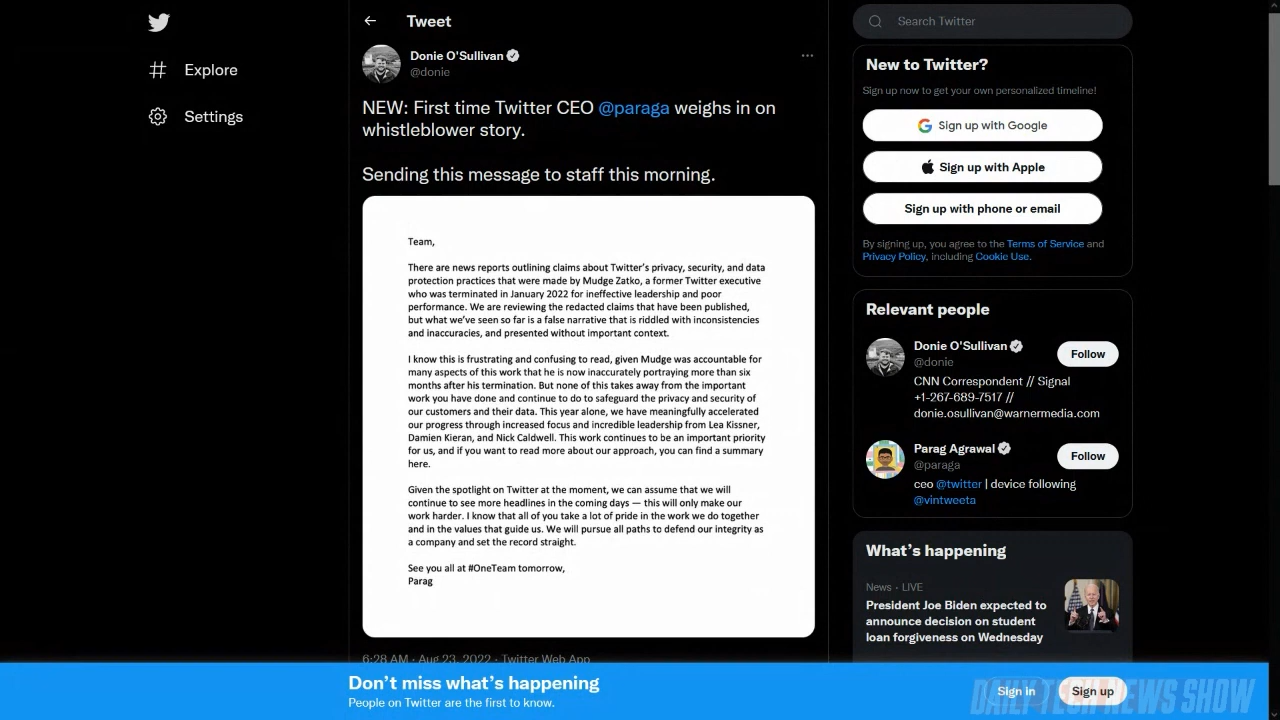 Explore
Settings
Tweet
Donie O'Sullivan
@donie
NEW: First time Twitter CEO @paraga weighs in on
whistleblower story.
Sending this message to staff this morning.
Team,
There are news reports outlining claims about Twitter's privacy, security, and data
protection practices that were made by Mudge Zatko, a former Twitter executive
who was terminated in January 2022 for ineffective leadership and poor
performance. We are reviewing the redacted claims that have been published,
but what we've seen so far is a false narrative that is riddled with inconsistencies
and inaccuracies, and presented without important context.
I know this is frustrating and confusing to read, given Mudge was accountable for
many aspects of this work that he is now inaccurately portraying more than six
months after his termination. But none of this takes away from the important
work you have done and continue to do to safeguard the privacy and security of
our customers and their data. This year alone, we have meaningfully accelerated
our progress through increased focus and incredible leadership from Lea Kissner,
Damien Kieran, and Nick Caldwell. This work continues to be an important priority
for us, and if you want to read more about our approach, you can find a summary
here.
Given the spotlight on Twitter at the moment, we can assume that we will
continue to see more headlines in the coming days — this will only make our
work harder. I know that all of you take a lot of pride in the work we do together
and in the values that guide us. We will pursue all paths to defend our integrity as
a company and set the record straight.
See you all at #OneTeam tomorrow,
Parag
6:28 AM · Aug 23, 2022 · Twitter Web App
Search Twitter
New to Twitter?
Sign up now to get your own personalized timeline!
Sign up with Google
Sign up with Apple
Sign up with phone or email
By signing up, you agree to the Terms of Service and
Privacy Policy, including Cookie Use.
Relevant people
Donie O'Sullivan
@donie
Follow
CNN Correspondent // Signal
+1-267-689-7517 //
donie.osullivan@warnermedia.com
Parag Agrawal
@paraga
Follow
ceo @twitter | device following
@vintweeta
What's happening
News · LIVE
President Joe Biden expected to
announce decision on student
loan forgiveness on Wednesday
Don't miss what's happening
People on Twitter are the first to know.
Sign in
Sign up
DAILY TECH NEWS SHOW